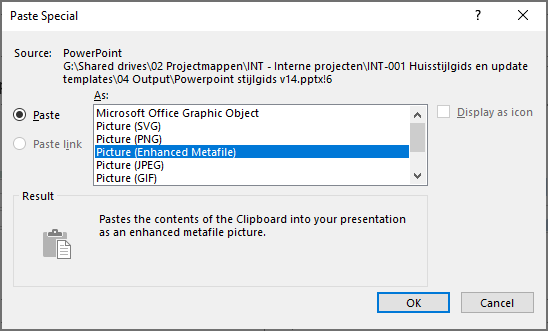 Paste Special
Source: PowerPoint
G:\Shared drives\02 Projectmappen\INT - Interne projecten\INT-001 Huisstijlgids en update
templates\04 Output\Powerpoint stijlgids v14.pptx!6
As:
Paste
Paste link
Microsoft Office Graphic Object
Picture (SVG)
Picture (PNG)
Picture (Enhanced Metafile)
Picture (JPEG)
Picture (GIF)
Display as icon
Result
Pastes the contents of the Clipboard into your presentation
as an enhanced metafile picture.
OK
Cancel